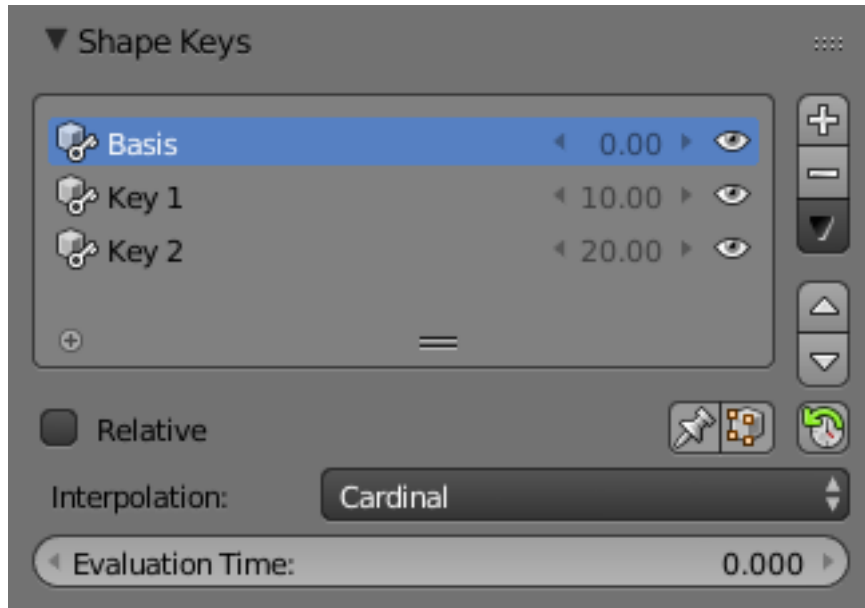 Shape Keys
Basis 0.00
Key 1 10.00
Key 2 20.00
Relative
Interpolation: Cardinal
Evaluation Time: 0.000